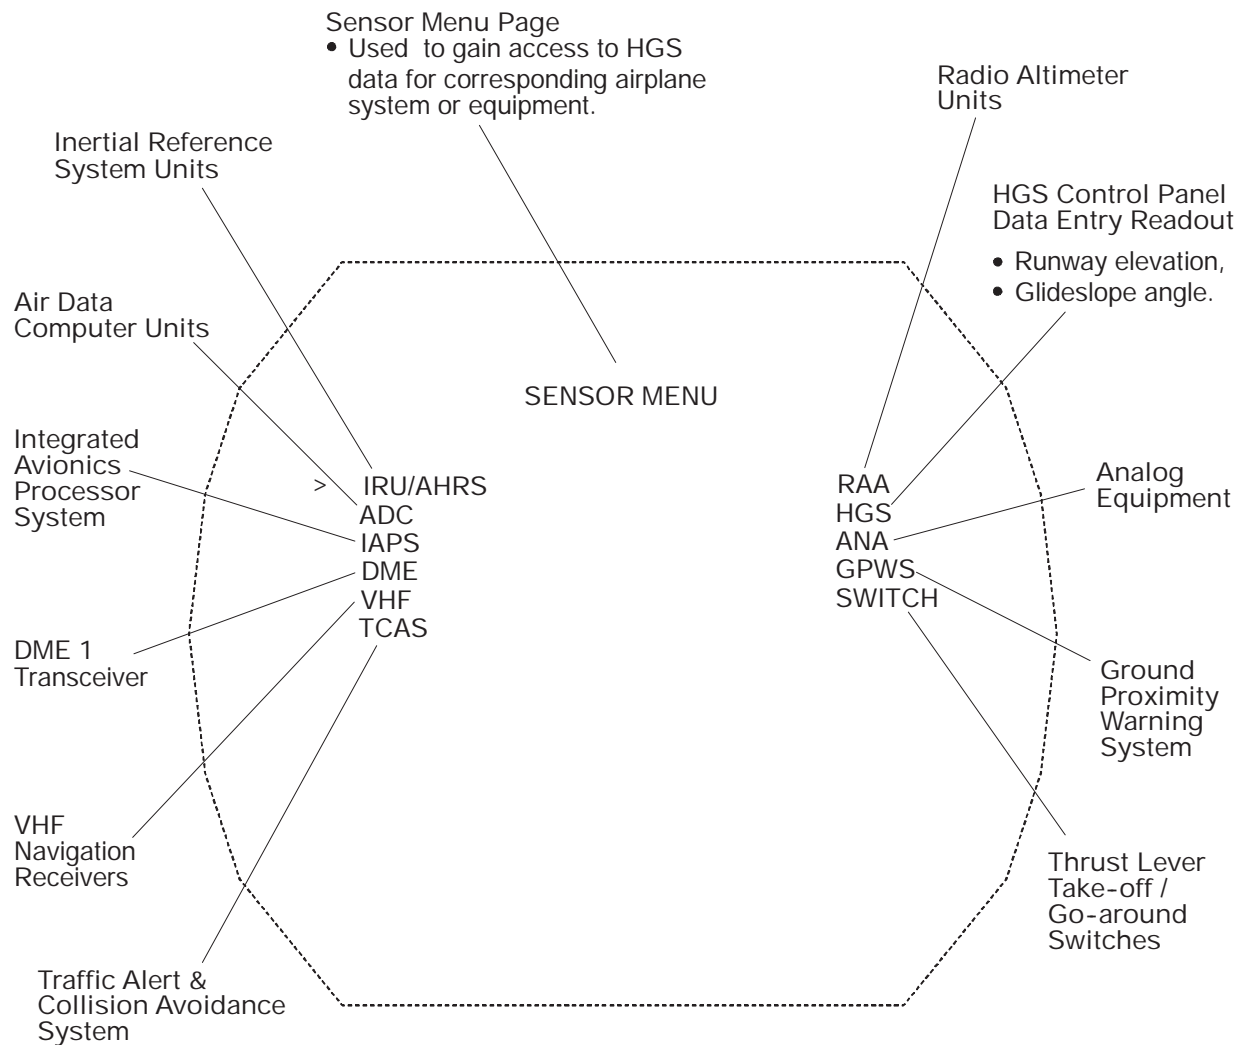 Sensor Menu Page
• Used to gain access to HGS
data for corresponding airplane
system or equipment.
Radio Altimeter
Units
Inertial Reference
System Units
HGS Control Panel
Data Entry Readout
• Runway elevation,
• Glideslope angle.
Air Data
Computer Units
SENSOR MENU
Integrated
Avionics
Processor
System
> IRU/AHRS
ADC
IAPS
DME
VHF
TCAS
RAA
HGS
ANA
GPWS
SWITCH
Analog
Equipment
DME 1
Transceiver
Ground
Proximity
Warning
System
VHF
Navigation
Receivers
Thrust Lever
Take-off /
Go-around
Switches
Traffic Alert &
Collision Avoidance
System